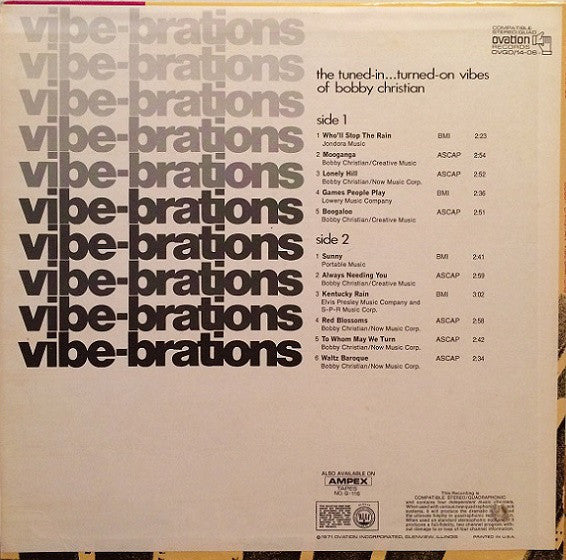 vibe-brations
vibe-brations
vibe-brations
vibe-brations
vibe-brations
vibe-brations
vibe-brations
vibe-brations
vibe-brations
vibe-brations
COMPATIBLE
STEREO/QUAD
ovation
RECORDS
OVQD/14-06
the tuned-in...turned-on vibes
of bobby christian
side 1
1 Who'll Stop The Rain BMI 2:23
Jondora Music
2 Mooganga ASCAP 2:54
Bobby Christian/Creative Music
3 Lonely Hill ASCAP 2:52
Bobby Christian/Now Music Corp.
4 Games People Play BMI 2:36
Lowery Music Company
5 Boogaloo ASCAP 2:51
Bobby Christian/Creative Music
side 2
1 Sunny BMI 2:41
Portable Music
2 Always Needing You ASCAP 2:59
Bobby Christian/Creative Music
3 Kentucky Rain BMI 3:02
Elvis Presley Music Company and
S-P-R Music Corp.
4 Red Blossoms ASCAP 2:58
Bobby Christian/Now Music Corp.
5 To Whom May We Turn ASCAP 2:42
Bobby Christian/Now Music Corp.
6 Waltz Baroque ASCAP 2:34
Bobby Christian/Now Music Corp.
ALSO AVAILABLE ON
AMPEX
TAPES
This Recording is
COMPATIBLE STEREO/QUADRAPHONIC
©1971 OVATION INCORPORATED, GLENVIEW, ILLINOIS
PRINTED IN U.S.A.